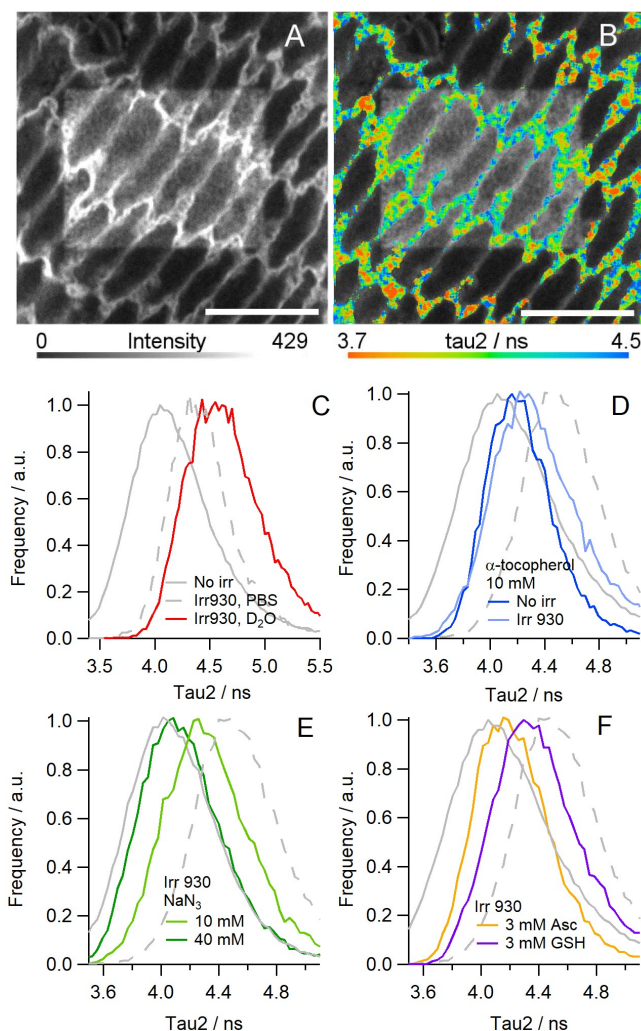 A
B
0 Intensity 429
3.7 tau2 / ns 4.5
C
Frequency / a.u.
1.0
0.8
0.6
0.4
0.2
0.0
No irr
Irr930, PBS
Irr930, D₂O
3.5 4.0 4.5 5.0 5.5
Tau2 / ns
D
Frequency / a.u.
1.0
0.8
0.6
0.4
0.2
0.0
α-tocopherol
10 mM
No irr
Irr 930
3.6 4.0 4.4 4.8
Tau2 / ns
E
Frequency / a.u.
1.0
0.8
0.6
0.4
0.2
0.0
Irr 930
NaN₃
10 mM
40 mM
3.6 4.0 4.4 4.8
Tau2 / ns
F
Frequency / a.u.
1.0
0.8
0.6
0.4
0.2
0.0
Irr 930
3 mM Asc
3 mM GSH
3.6 4.0 4.4 4.8
Tau2 / ns